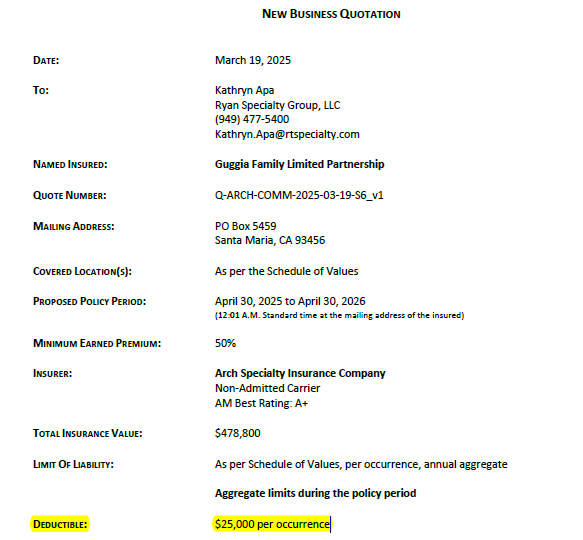 NEW BUSINESS QUOTATION
DATE: March 19, 2025
TO: Kathryn Apa
Ryan Specialty Group, LLC
(949) 477-5400
Kathryn.Apa@rtspecialty.com
NAMED INSURED: Guggia Family Limited Partnership
QUOTE NUMBER: Q-ARCH-COMM-2025-03-19-S6_v1
MAILING ADDRESS: PO Box 5459
Santa Maria, CA 93456
COVERED LOCATION(S): As per the Schedule of Values
PROPOSED POLICY PERIOD: April 30, 2025 to April 30, 2026
(12:01 A.M. Standard time at the mailing address of the insured)
MINIMUM EARNED PREMIUM: 50%
INSURER: Arch Specialty Insurance Company
Non-Admitted Carrier
AM Best Rating: A+
TOTAL INSURANCE VALUE: $478,800
LIMIT OF LIABILITY: As per Schedule of Values, per occurrence, annual aggregate
Aggregate limits during the policy period
DEDUCTIBLE: $25,000 per occurrence